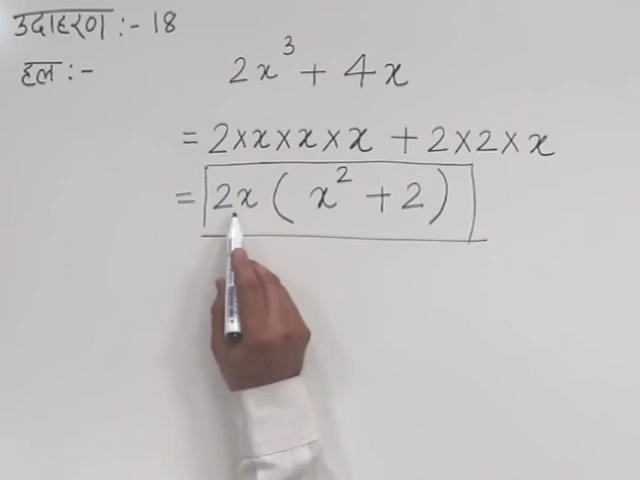 उदाहरण :- 18
हल :- 2x³ + 4x
= 2×x×x×x + 2×2×x
= 2x ( x² + 2 )